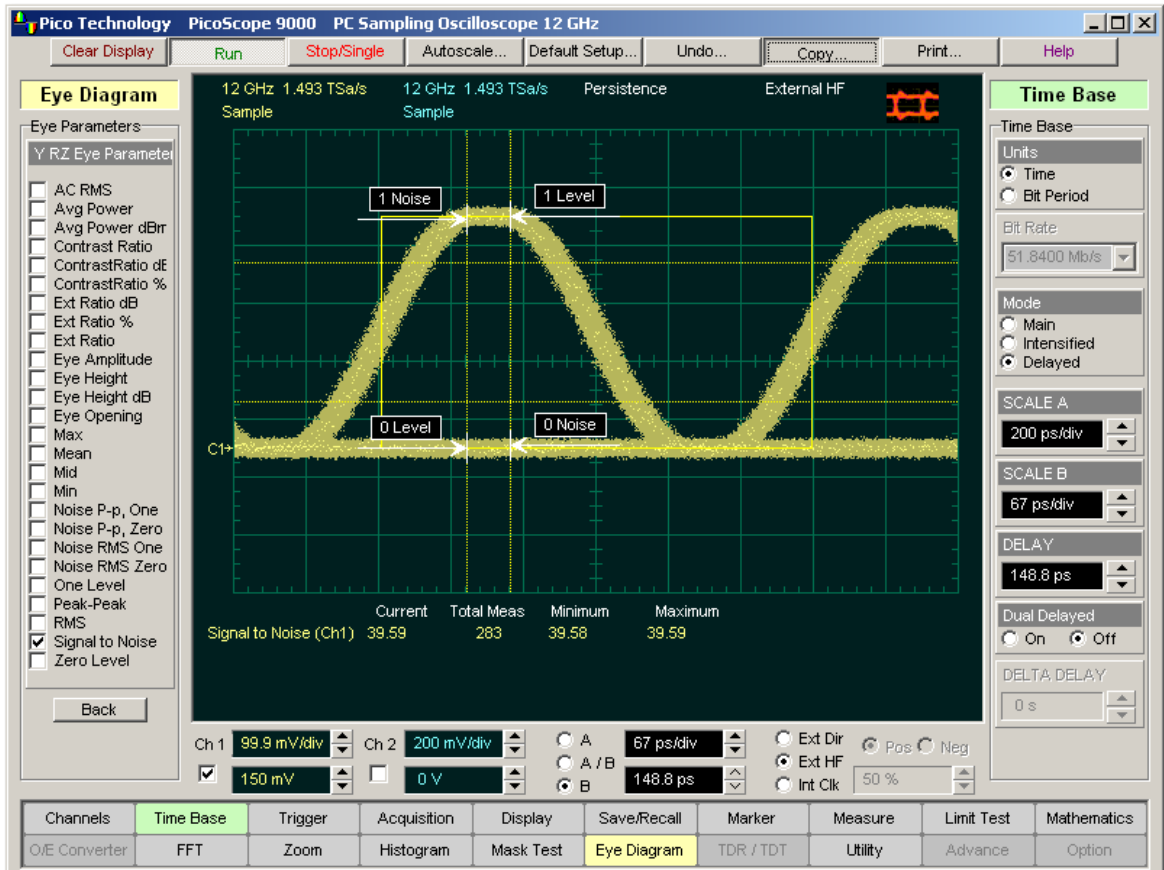 Pico Technology PicoScope 9000 PC Sampling Oscilloscope 12 GHz
Clear Display Run Stop/Single Autoscale... Default Setup... Undo... Copy... Print... Help
Eye Diagram
Eye Parameters
Y RZ Eye Parameter
AC RMS
Avg Power
Avg Power dBm
Contrast Ratio
ContrastRatio dE
ContrastRatio %
Ext Ratio dB
Ext Ratio %
Ext Ratio
Eye Amplitude
Eye Height
Eye Height dB
Eye Opening
Max
Mean
Mid
Min
Noise P-p, One
Noise P-p, Zero
Noise RMS One
Noise RMS Zero
One Level
Peak-Peak
RMS
Signal to Noise
Zero Level
Back
12 GHz 1.493 TSa/s 12 GHz 1.493 TSa/s Persistence External HF
Sample Sample
1 Noise 1 Level
0 Level 0 Noise
C1
Current Total Meas Minimum Maximum
Signal to Noise (Ch1) 39.59 283 39.58 39.59
Time Base
Time Base
Units
Time
Bit Period
Bit Rate
51.8400 Mb/s
Mode
Main
Intensified
Delayed
SCALE A
200 ps/div
SCALE B
67 ps/div
DELAY
148.8 ps
Dual Delayed
On Off
DELTA DELAY
0 s
Ch 1 99.9 mV/div Ch 2 200 mV/div A 67 ps/div Ext Dir Pos Neg
A / B Ext HF
150 mV 0 V B 148.8 ps Int Clk 50 %
Channels Time Base Trigger Acquisition Display Save/Recall Marker Measure Limit Test Mathematics
O/E Converter FFT Zoom Histogram Mask Test Eye Diagram TDR / TDT Utility Advance Option